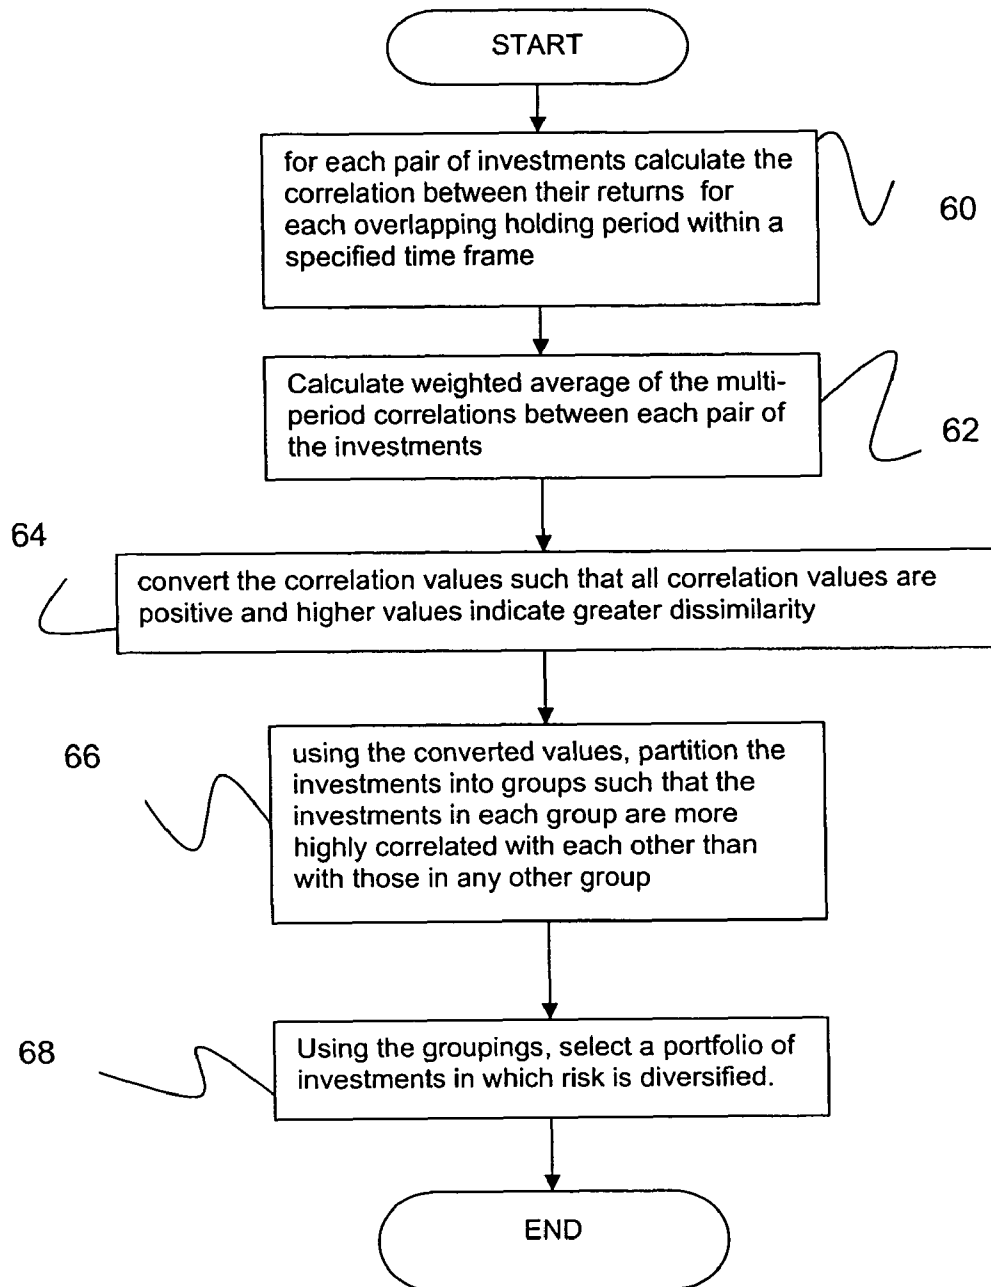 START
for each pair of investments calculate the
correlation between their returns for
each overlapping holding period within a
specified time frame
60
Calculate weighted average of the multi-
period correlations between each pair of
the investments
62
64
convert the correlation values such that all correlation values are
positive and higher values indicate greater dissimilarity
66
using the converted values, partition the
investments into groups such that the
investments in each group are more
highly correlated with each other than
with those in any other group
68
Using the groupings, select a portfolio of
investments in which risk is diversified.
END